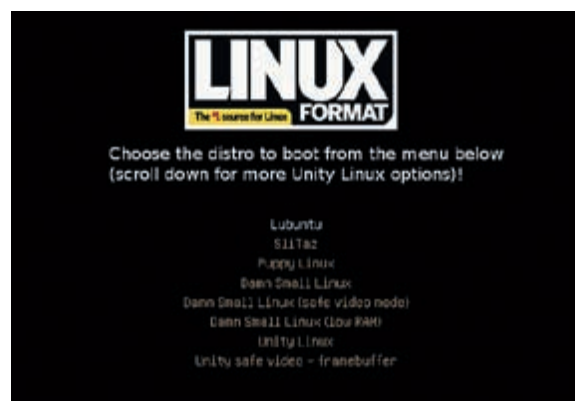 LINUX
FORMAT
The #1 source for Linux
Choose the distro to boot from the menu below
(scroll down for more Unity Linux options)!
Lubuntu
SliTaz
Puppy Linux
Damn Small Linux
Damn Small Linux (safe video mode)
Damn Small Linux (low RAM)
Unity Linux
Unity safe video - framebuffer